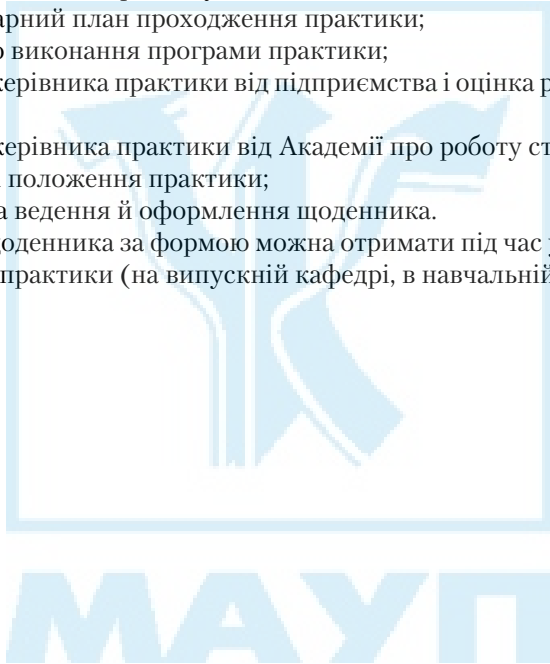 арний план проходження практики;
о виконання програми практики;
керівника практики від підприємства і оцінка р
керівника практики від Академії про роботу ст
положення практики;
а ведення й оформлення щоденника.
щоденника за формою можна отримати під час
практики (на випускній кафедрі, в навчальній
МАУП